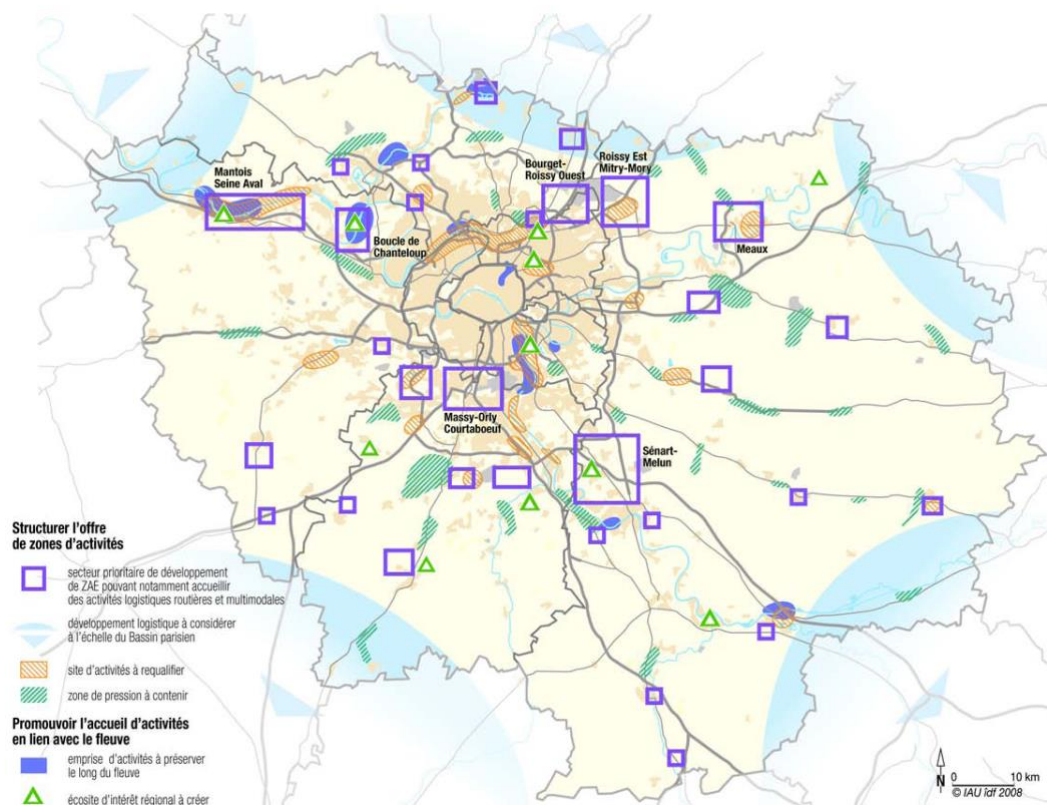 Mantois
Seine Aval
Boucle de
Chanteloup
Bourget-
Roissy Ouest
Roissy Est
Mitry-Mory
Meaux
Massy-Orly
Courtaboeuf
Sénart-
Melun
Structurer l'offre
de zones d'activités
secteur prioritaire de développement
de ZAE pouvant notamment accueillir
des activités logistiques routières et multimodales
développement logistique à considérer
à l'échelle du Bassin parisien
site d'activités à requalifier
zone de pression à contenir
Promouvoir l'accueil d'activités
en lien avec le fleuve
emprise d'activités à préserver
le long du fleuve
écosite d'intérêt régional à créer
N
0 10 km
© IAU îdf 2008